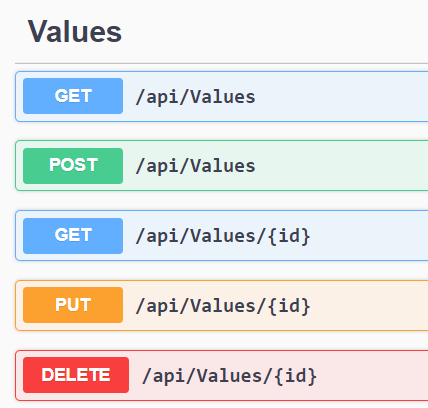 Values
GET /api/Values
POST /api/Values
GET /api/Values/{id}
PUT /api/Values/{id}
DELETE /api/Values/{id}